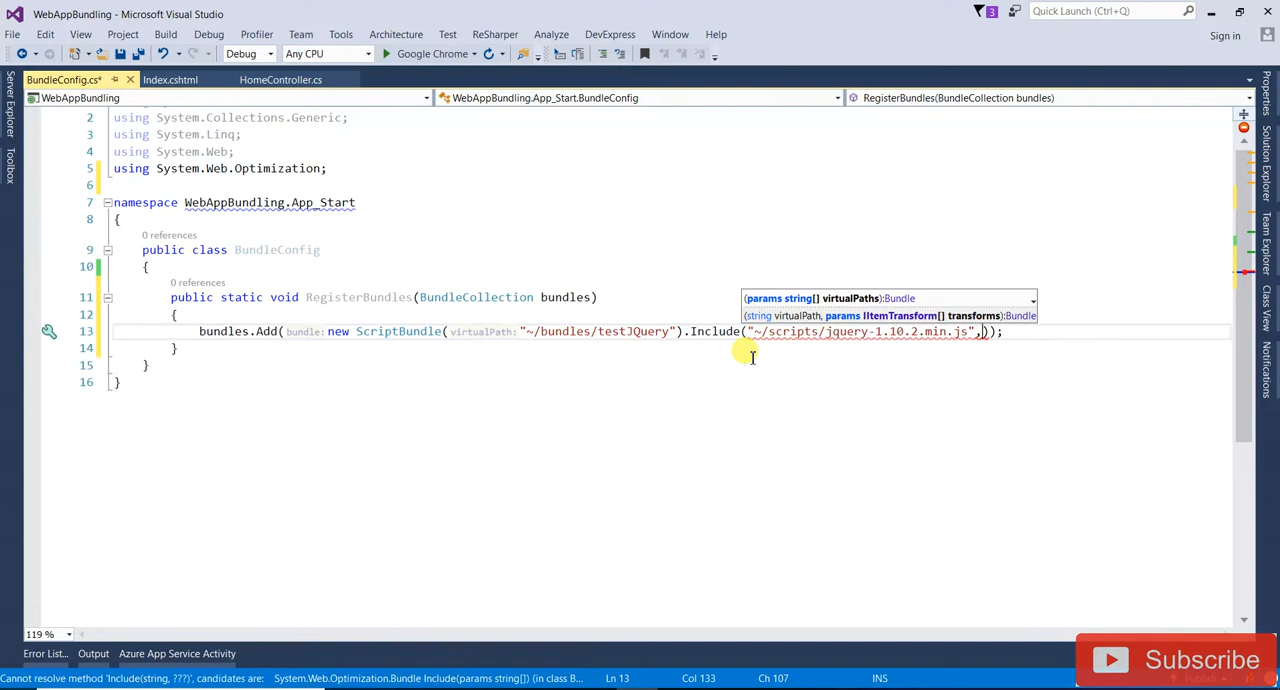 WebAppBundling - Microsoft Visual Studio
3
Quick Launch (Ctrl+Q)
File Edit View Project Build Debug Profiler Team Tools Architecture Test ReSharper Analyze DevExpress Window Help
Sign in
Debug Any CPU Google Chrome
BundleConfig.cs* Index.cshtml HomeController.cs
WebAppBundling WebAppBundling.App_Start.BundleConfig RegisterBundles(BundleCollection bundles)
2 using System.Collections.Generic;
3 using System.Linq;
4 using System.Web;
5 using System.Web.Optimization;
6
7 namespace WebAppBundling.App_Start
8 {
0 references
9 public class BundleConfig
10 {
0 references
11 public static void RegisterBundles(BundleCollection bundles)
(params string[] virtualPaths):Bundle
12 {
(string virtualPath, params IItemTransform[] transforms):Bundle
13 bundles.Add(bundle:new ScriptBundle(virtualPath:"~/bundles/testJQuery").Include("~/scripts/jquery-1.10.2.min.js",));
14 }
15 }
16 }
Server Explorer
Toolbox
Properties
Solution Explorer
Team Explorer
Class View
Notifications
119 %
Error List... Output Azure App Service Activity
Subscribe
Cannot resolve method 'Include(string, ???)', candidates are: System.Web.Optimization.Bundle Include(params string[]) (in class B... Ln 13 Col 133 Ch 107 INS
Publish